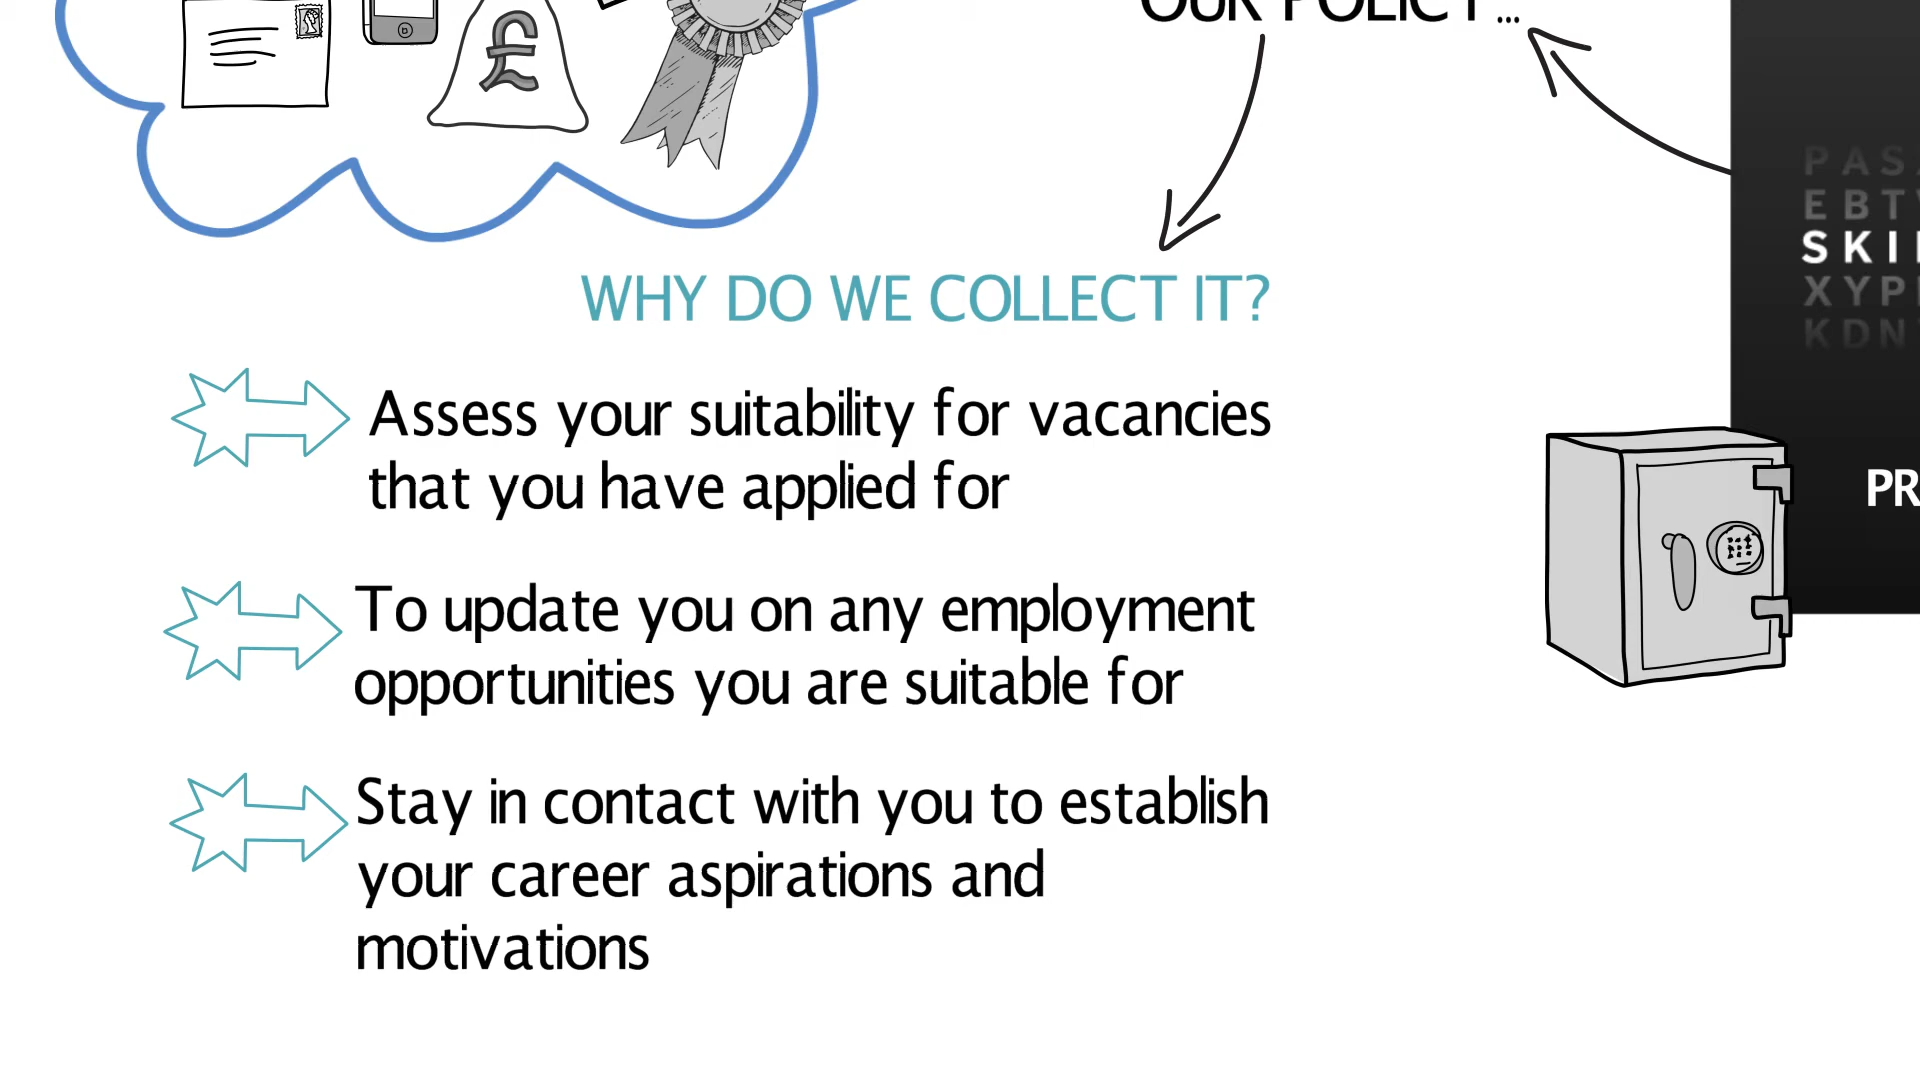 OUR POLICY...
WHY DO WE COLLECT IT?
Assess your suitability for vacancies
that you have applied for
To update you on any employment
opportunities you are suitable for
Stay in contact with you to establish
your career aspirations and
motivations
£